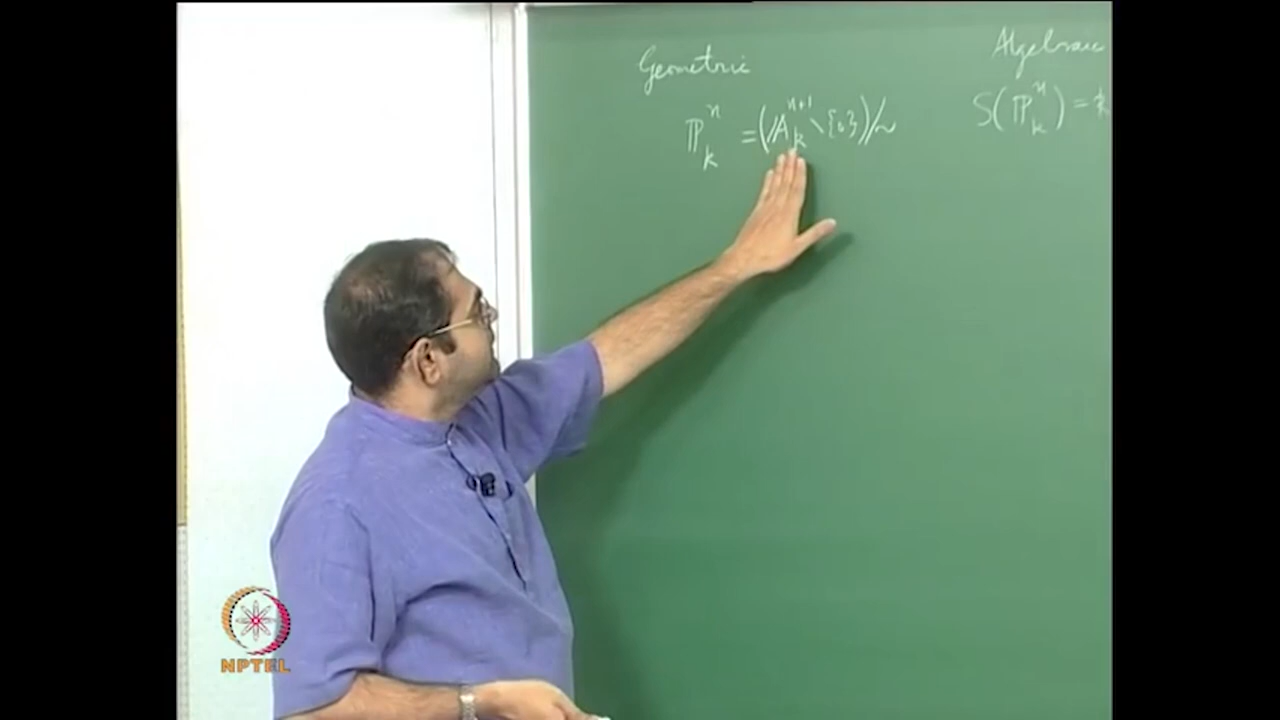 Geometric
Algebraic
ℙⁿₖ = (𝔸ⁿ⁺¹ₖ \ {0})/~
S(ℙⁿₖ) = k
NPTEL